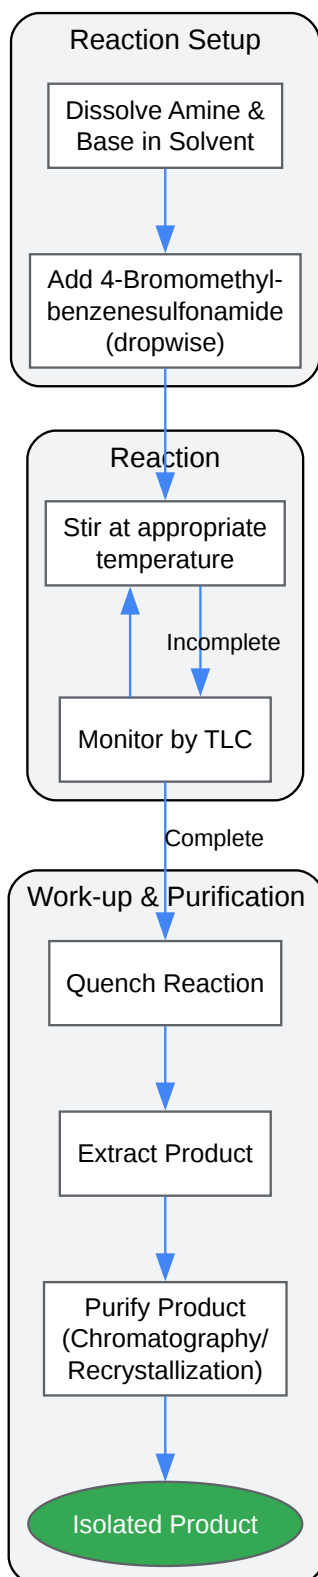 Reaction Setup
Dissolve Amine &
Base in Solvent
Add 4-Bromomethyl-
benzenesulfonamide
(dropwise)
Reaction
Stir at appropriate
temperature
Incomplete
Monitor by TLC
Complete
Work-up & Purification
Quench Reaction
Extract Product
Purify Product
(Chromatography/
Recrystallization)
Isolated Product